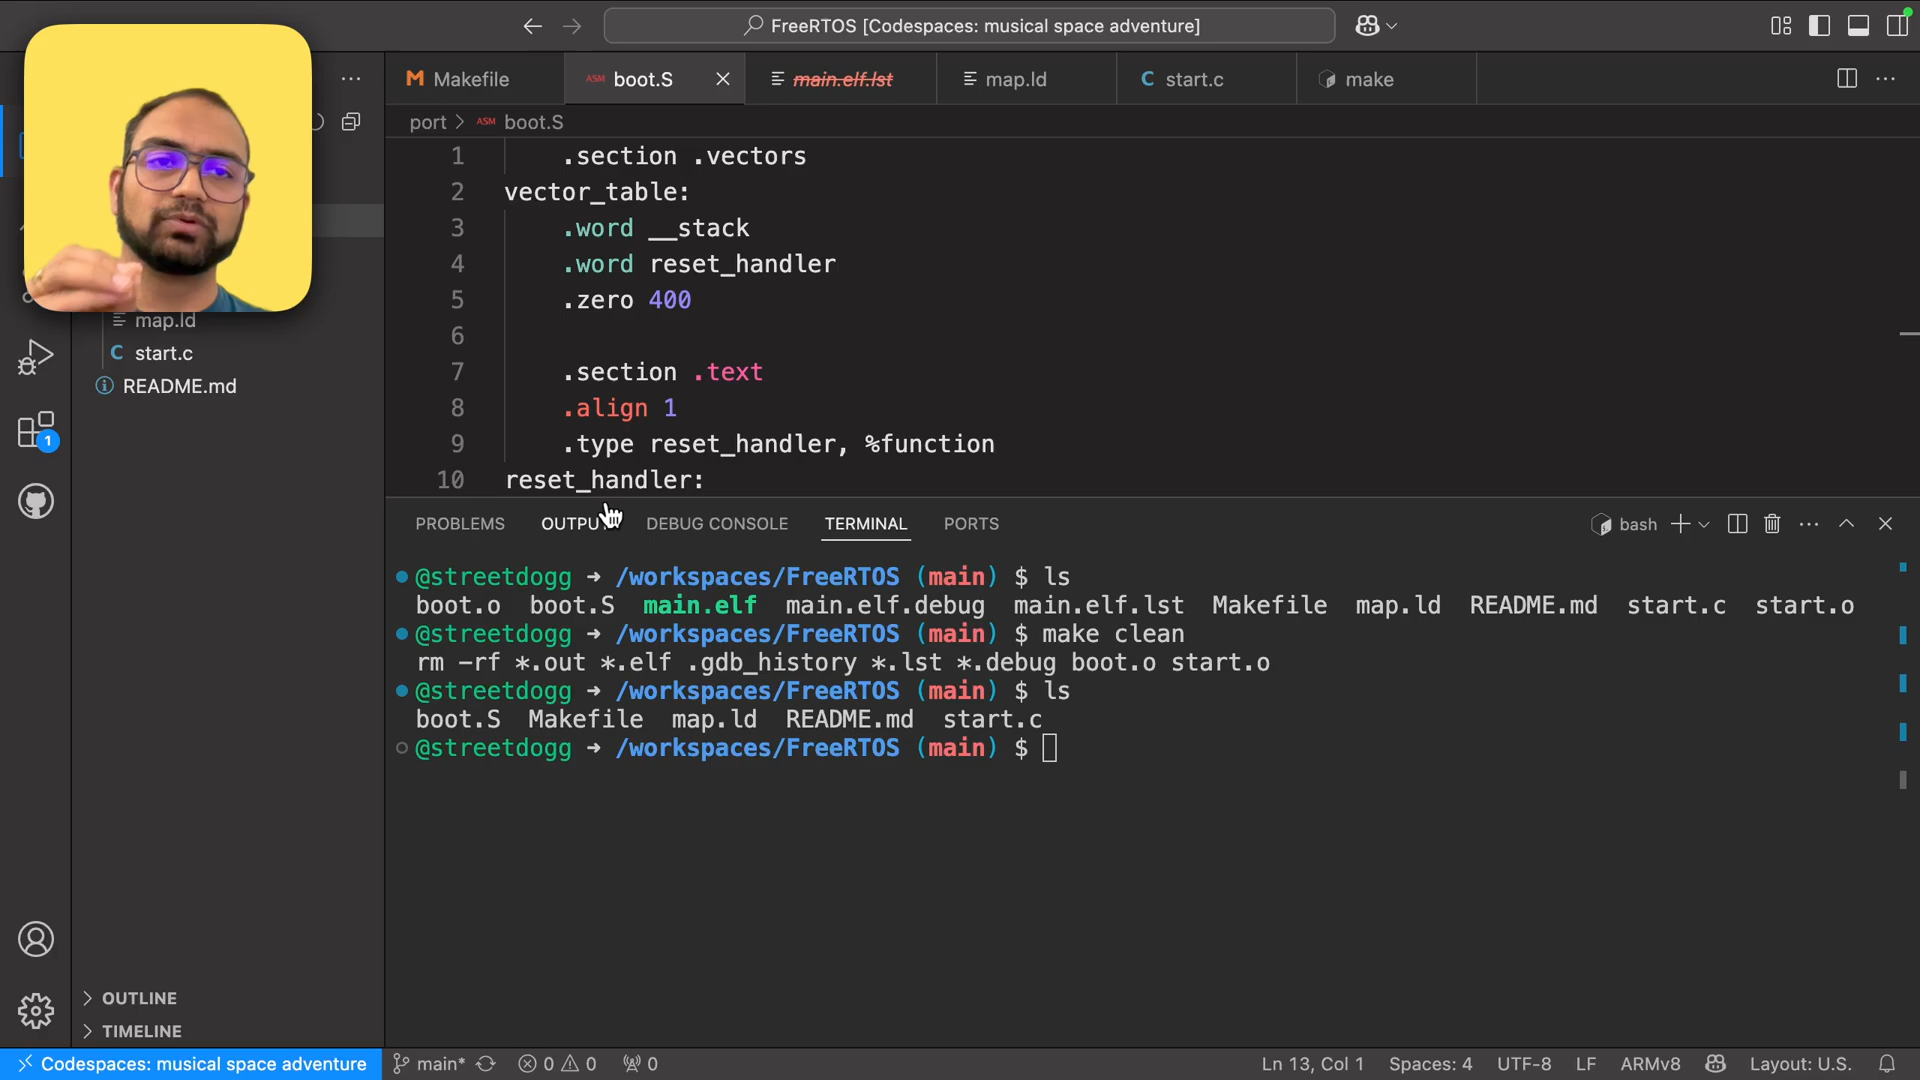 FreeRTOS [Codespaces: musical space adventure]
Makefile
boot.S
main.elf.lst
map.ld
start.c
make
port > ASM boot.S
1 .section .vectors
2 vector_table:
3 .word __stack
4 .word reset_handler
5 .zero 400
6
7 .section .text
8 .align 1
9 .type reset_handler, %function
10 reset_handler:
map.ld
C start.c
README.md
1
PROBLEMS
OUTPUT
DEBUG CONSOLE
TERMINAL
PORTS
bash
@streetdogg → /workspaces/FreeRTOS (main) $ ls
boot.o boot.S main.elf main.elf.debug main.elf.lst Makefile map.ld README.md start.c start.o
@streetdogg → /workspaces/FreeRTOS (main) $ make clean
rm -rf *.out *.elf .gdb_history *.lst *.debug boot.o start.o
@streetdogg → /workspaces/FreeRTOS (main) $ ls
boot.S Makefile map.ld README.md start.c
@streetdogg → /workspaces/FreeRTOS (main) $
OUTLINE
TIMELINE
Codespaces: musical space adventure
main*
0
0
0
Ln 13, Col 1
Spaces: 4
UTF-8
LF
ARMv8
Layout: U.S.